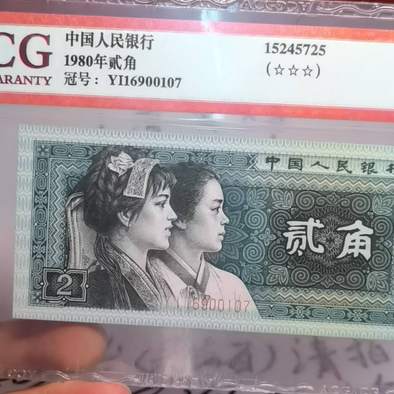 CG
ARANTY
中国人民银行
1980年贰角
冠号: YI16900107
15245725
(☆☆☆)
中国人民银行
贰角
2
YI16900107